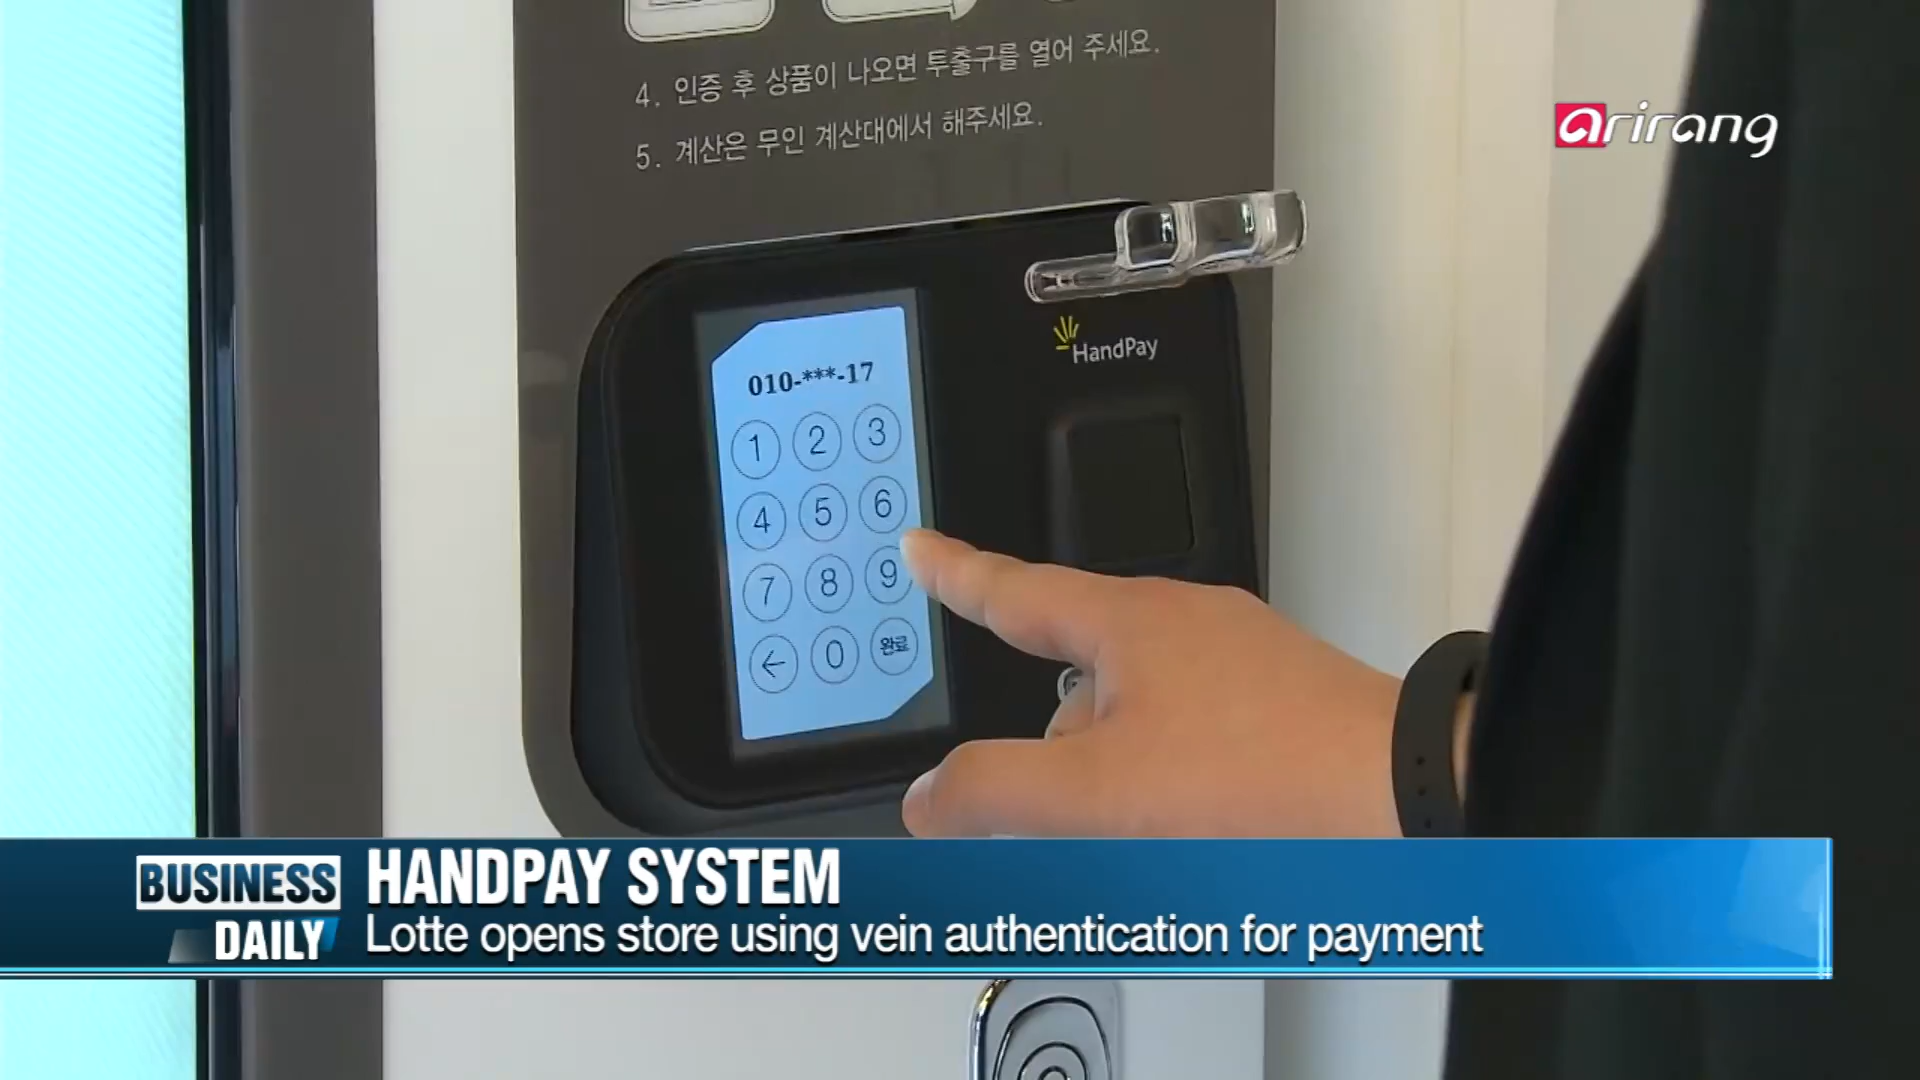 4. 인증 후 상품이 나오면 투출구를 열어 주세요.
5. 계산은 무인 계산대에서 해주세요.
arirang
HandPay
010-***-17
1 2 3
4 5 6
7 8 9
← 0 완료
BUSINESS DAILY
HANDPAY SYSTEM
Lotte opens store using vein authentication for payment